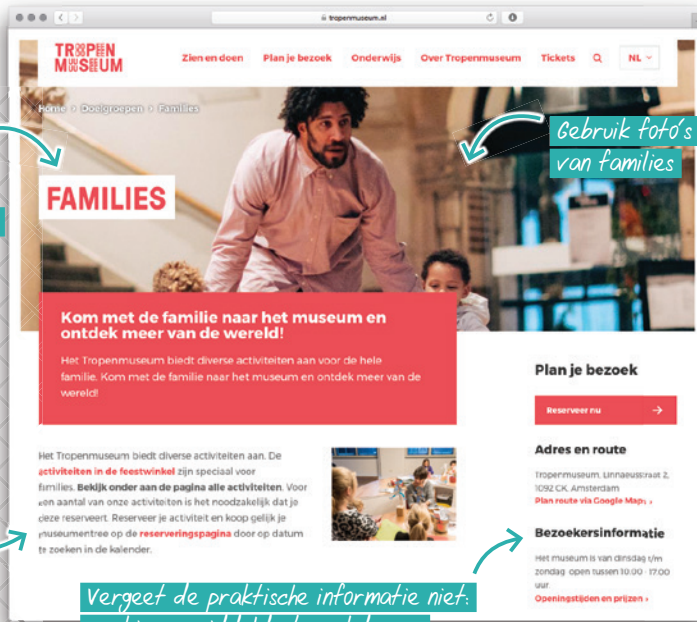 tropenmuseum.nl
TROPEN
MUSEUM
Zien en doen Plan je bezoek Onderwijs Over Tropenmuseum Tickets NL
Home > Doelgroepen > Families
Gebruik foto's
van families
FAMILIES
Kom met de familie naar het museum en
ontdek meer van de wereld!
Het Tropenmuseum biedt diverse activiteiten aan voor de hele
familie. Kom met de familie naar het museum en ontdek meer van de
wereld!
Het Tropenmuseum biedt diverse activiteiten aan. De
activiteiten in de feestwinkel zijn speciaal voor
families. Bekijk onder aan de pagina alle activiteiten. Voor
een aantal van onze activiteiten is het noodzakelijk dat je
deze reserveert. Reserveer je activiteit en koop gelijk je
museumentree op de reserveringspagina door op datum
te zoeken in de kalender.
Plan je bezoek
Reserveer nu →
Adres en route
Tropenmuseum, Linnaeusstraat 2,
1092 CK, Amsterdam
Plan route via Google Maps ›
Bezoekersinformatie
Het museum is van dinsdag t/m
zondag open tussen 10.00 - 17.00
uur.
Openingstijden en prijzen ›
Vergeet de praktische informatie niet: